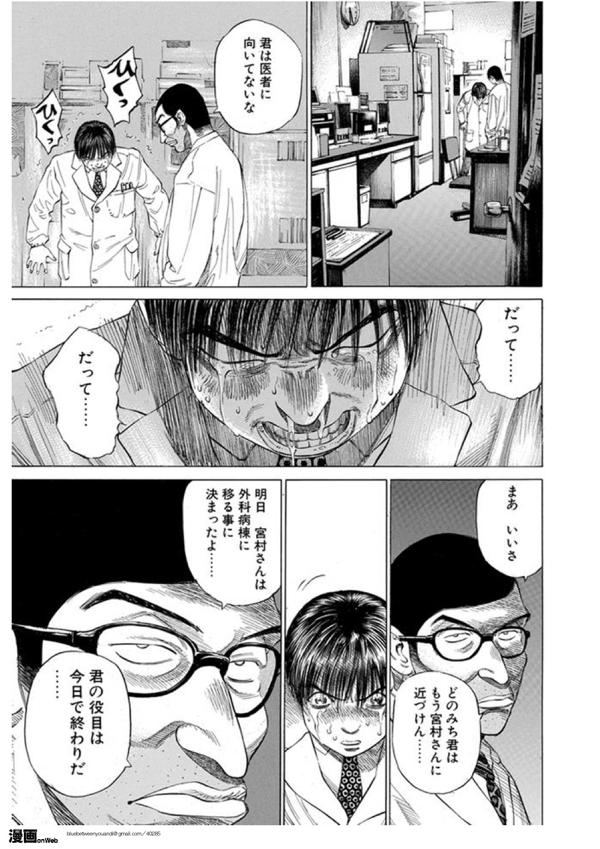 君は医者に
向いてないな
ひくっ
ひくっ
だって……
だって……
まあ　いいさ
どのみち君は
もう宮村さんに
近づけん……
明日　宮村さんは
外科病棟に
移る事に
決まったよ……
君の役目は
今日で終わりだ
……
漫画onWeb
bluebetweenyouandi@gmail.com/40285